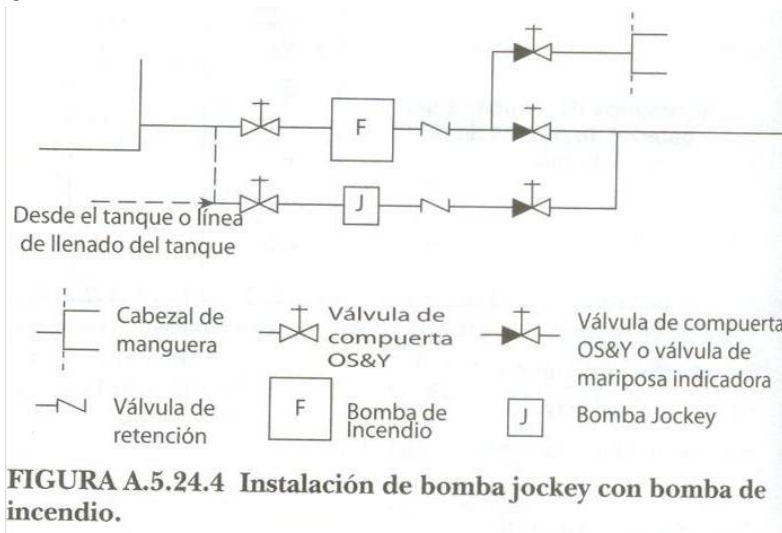 F
J
Desde el tanque o línea
de llenado del tanque
Cabezal de
manguera
Válvula de
compuerta
OS&Y
Válvula de compuerta
OS&Y o válvula de
mariposa indicadora
Válvula de
retención
F
Bomba de
Incendio
J
Bomba Jockey
FIGURA A.5.24.4 Instalación de bomba jockey con bomba de
incendio.